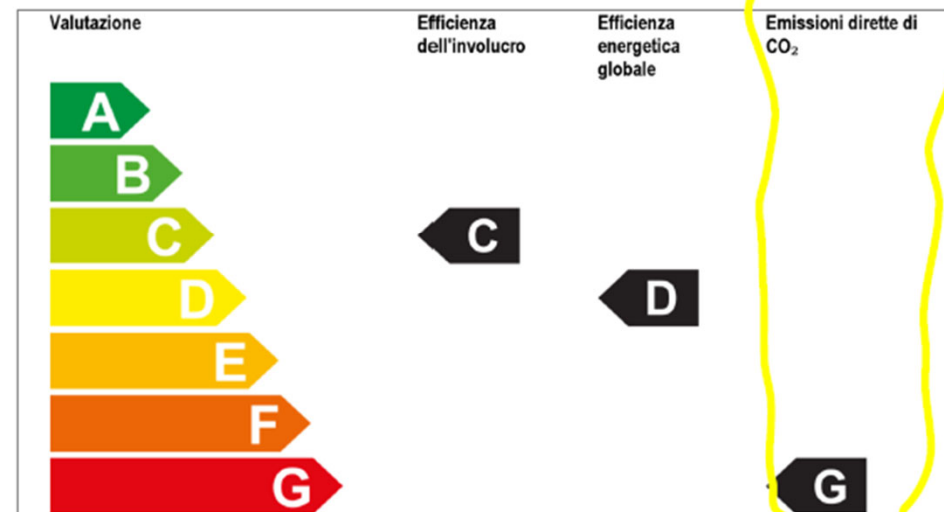 Valutazione
Efficienza
dell'involucro
Efficienza
energetica
globale
Emissioni dirette di
CO₂
A
B
C
C
D
D
E
F
G
G